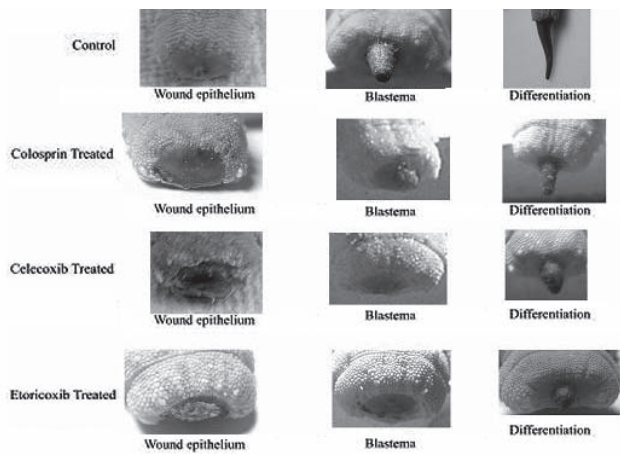 Control
Wound epithelium
Blastema
Differentiation
Colosprin Treated
Wound epithelium
Blastema
Differentiation
Celecoxib Treated
Wound epithelium
Blastema
Differentiation
Etoricoxib Treated
Wound epithelium
Blastema
Differentiation